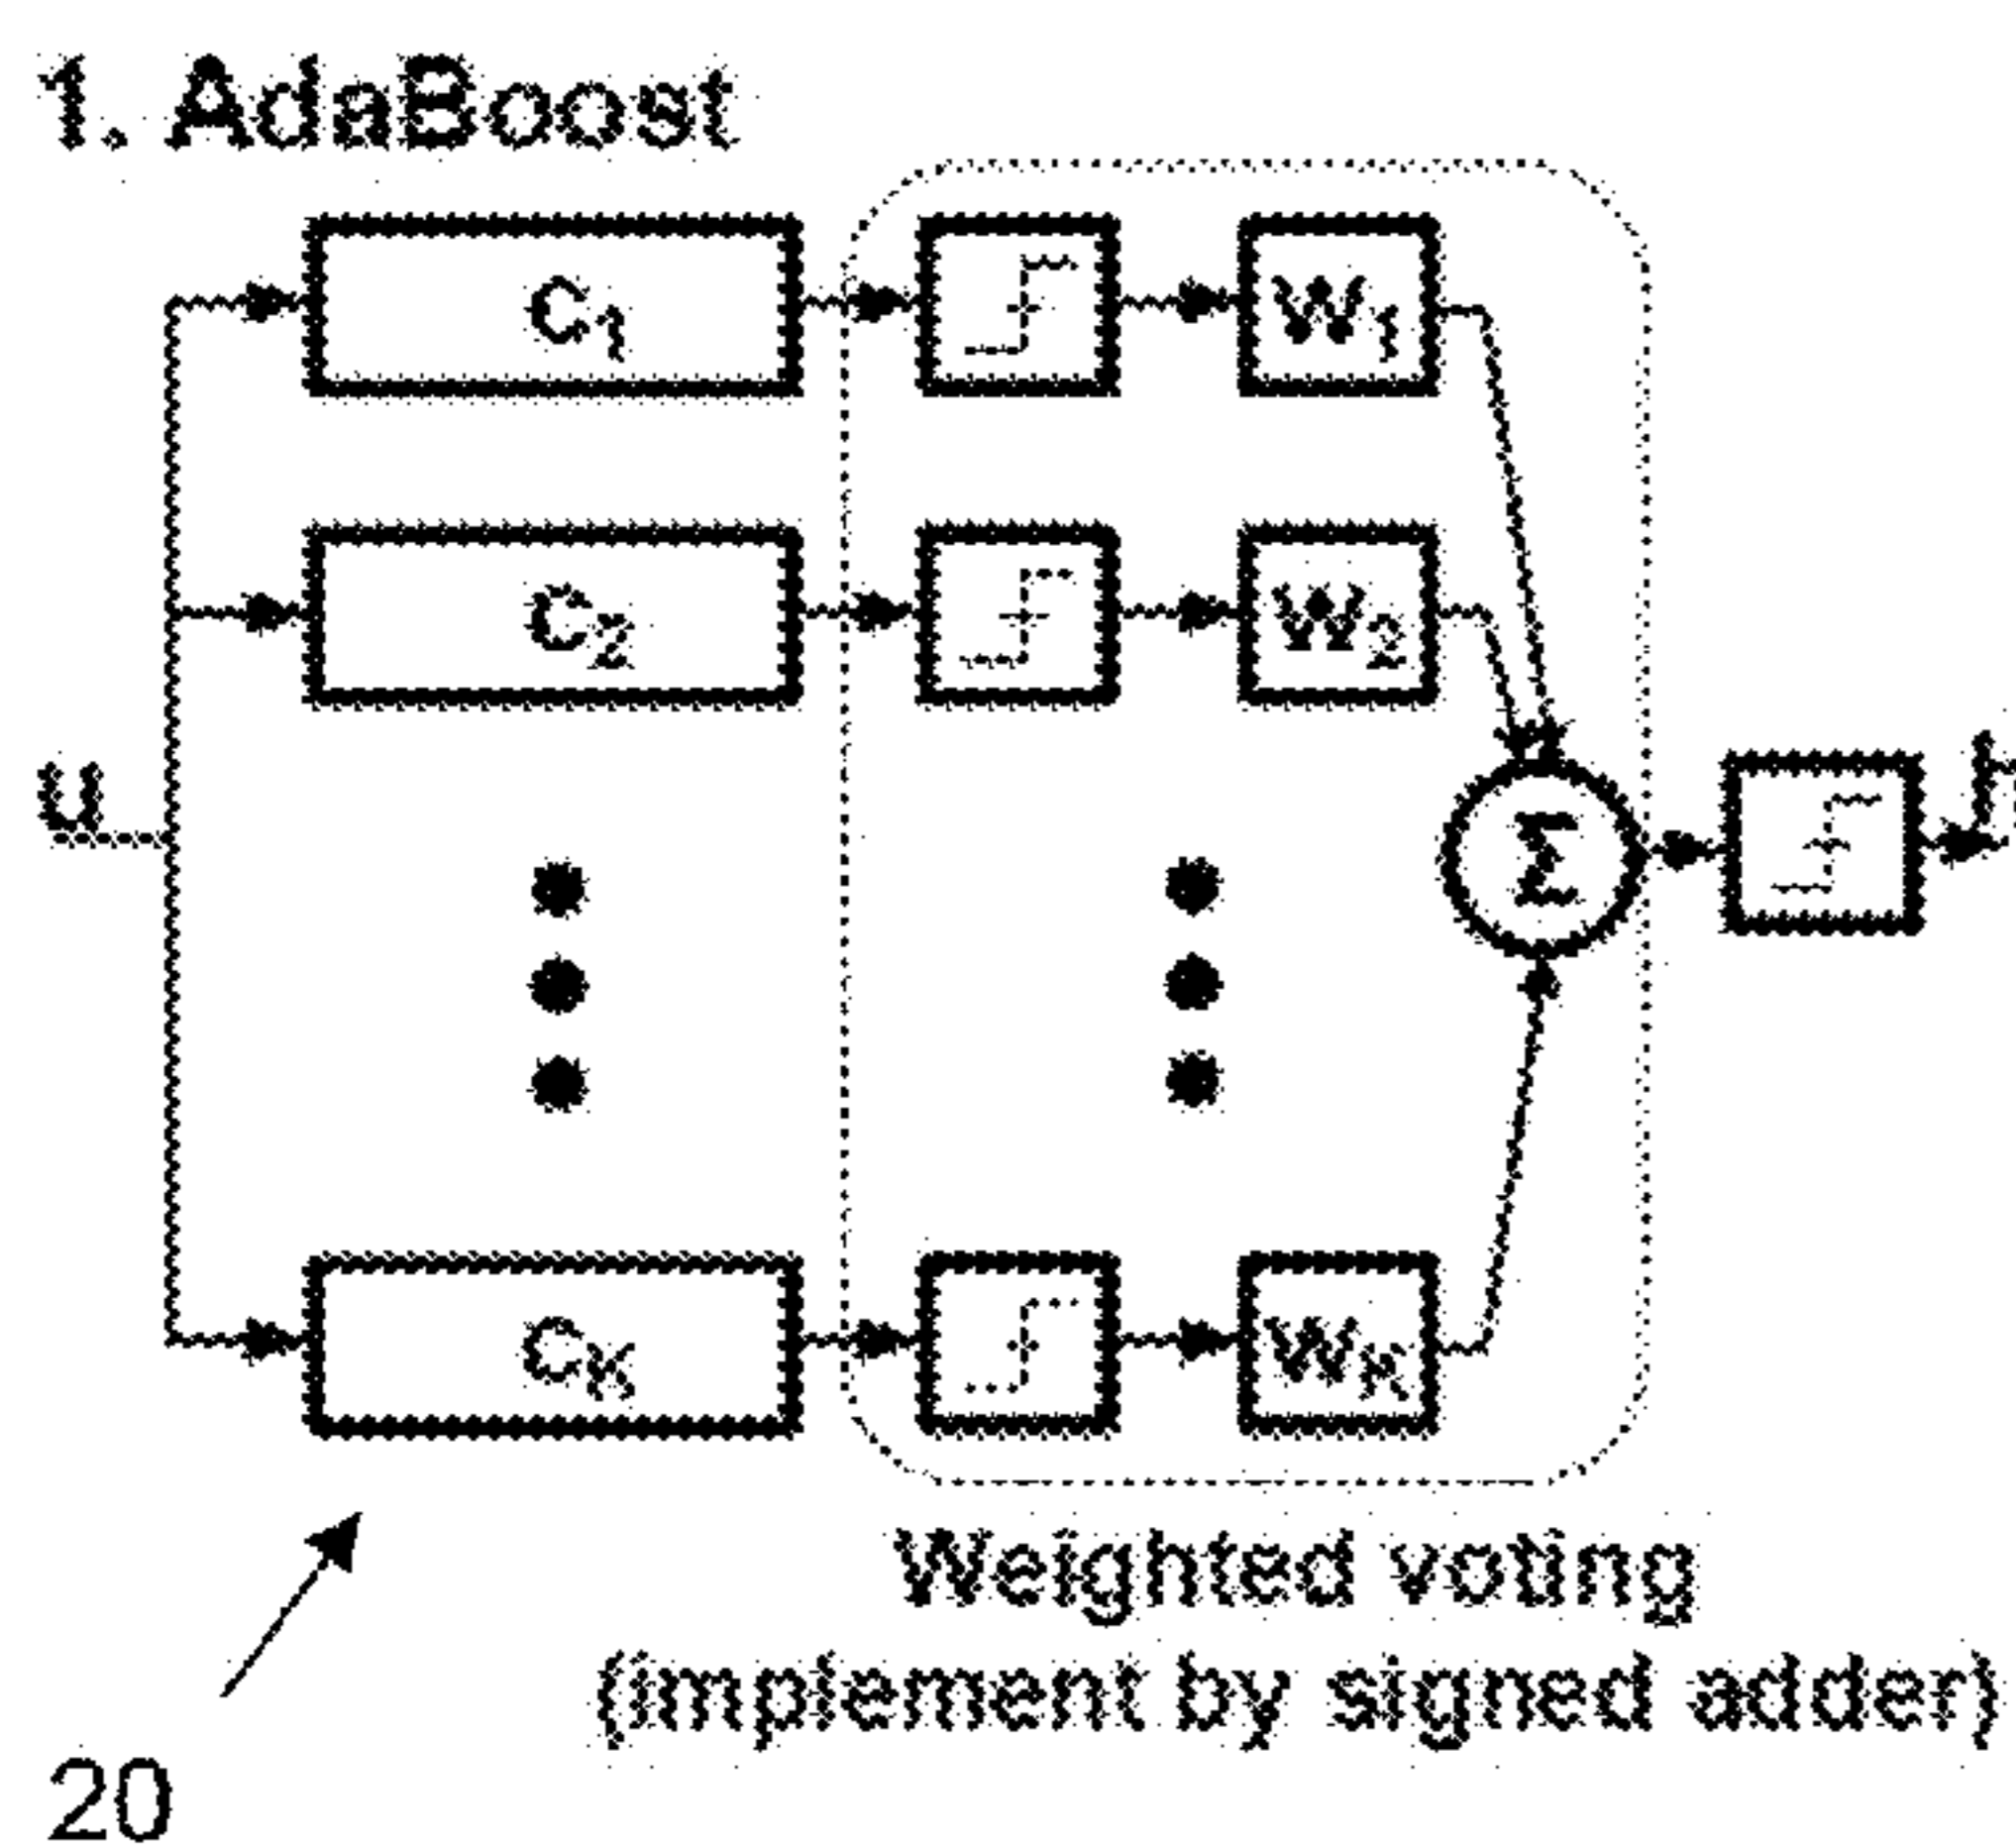 1. AdaBoost
C1 W1
C2 W2
u
Σ
CK WK
Weighted voting
(implement by signed adder)
20